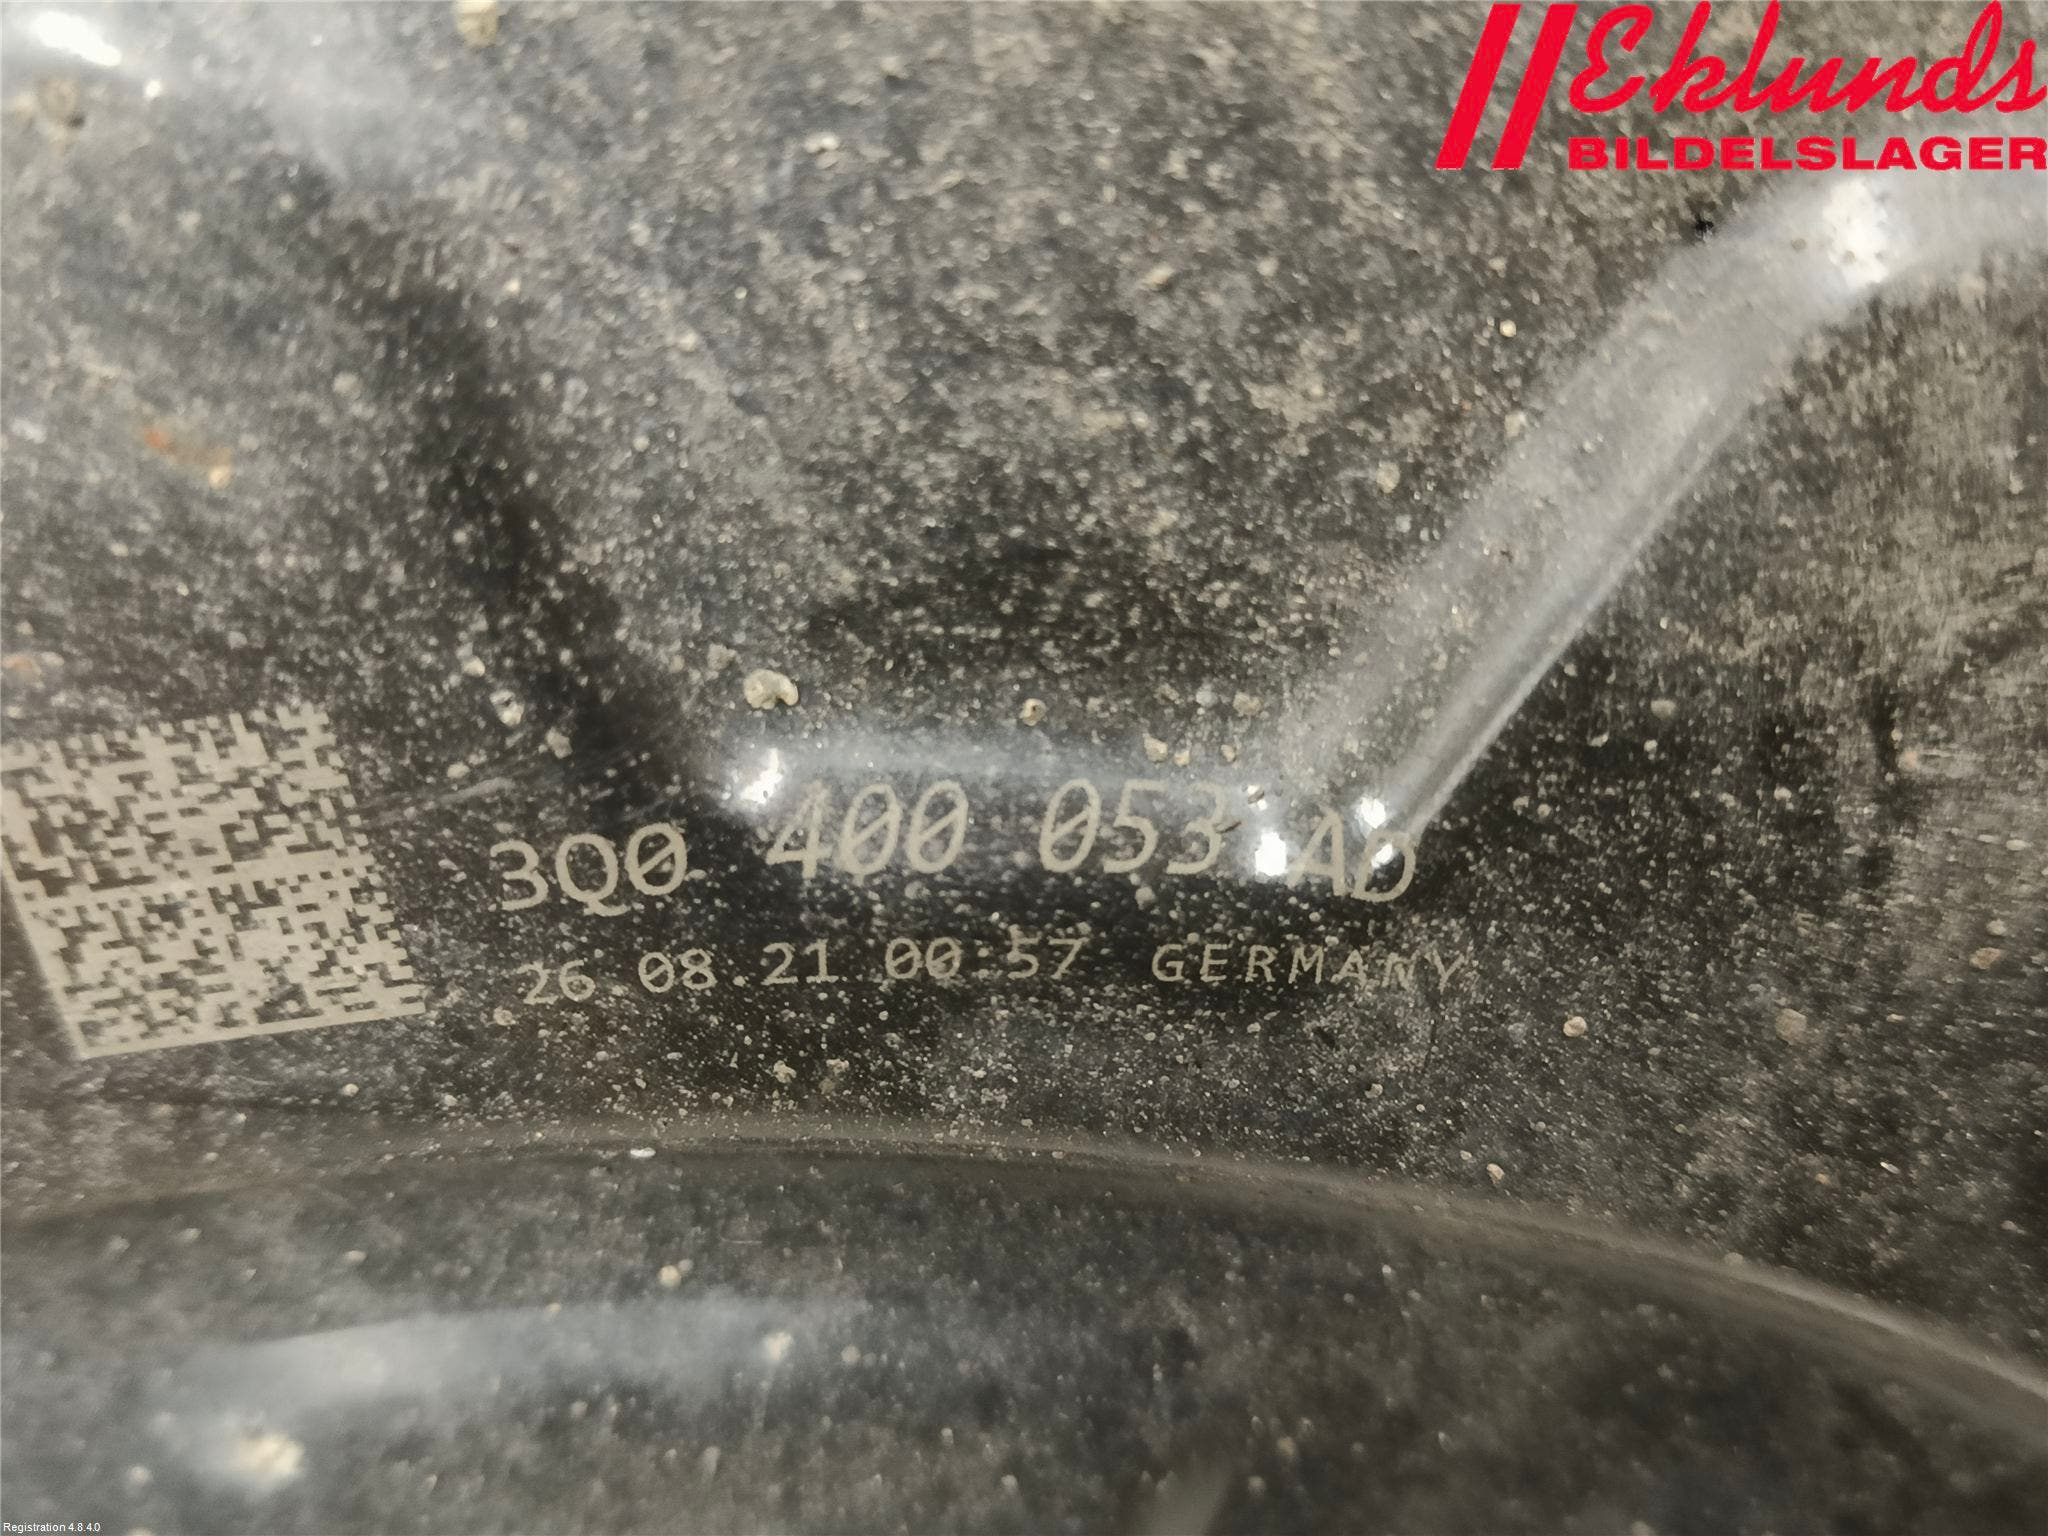 Eklunds
BILDELSLAGER
3Q0 400 053 AD
26.08.21 00:57 GERMANY
Registration 4.8.4.0